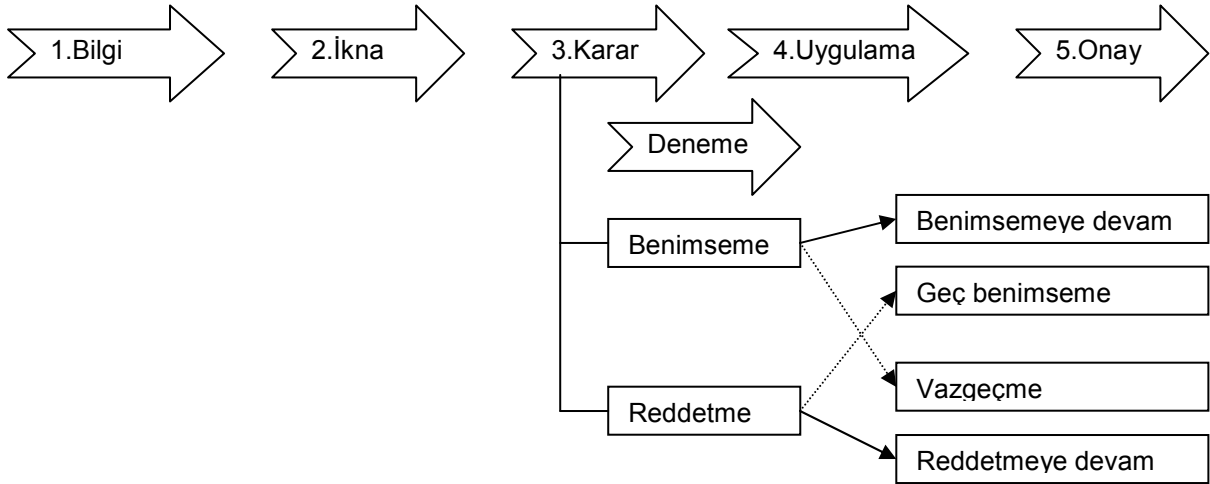 1.Bilgi
2.İkna
3.Karar
4.Uygulama
5.Onay
Deneme
Benimseme
Benimsemeye devam
Geç benimseme
Vazgeçme
Reddetme
Reddetmeye devam